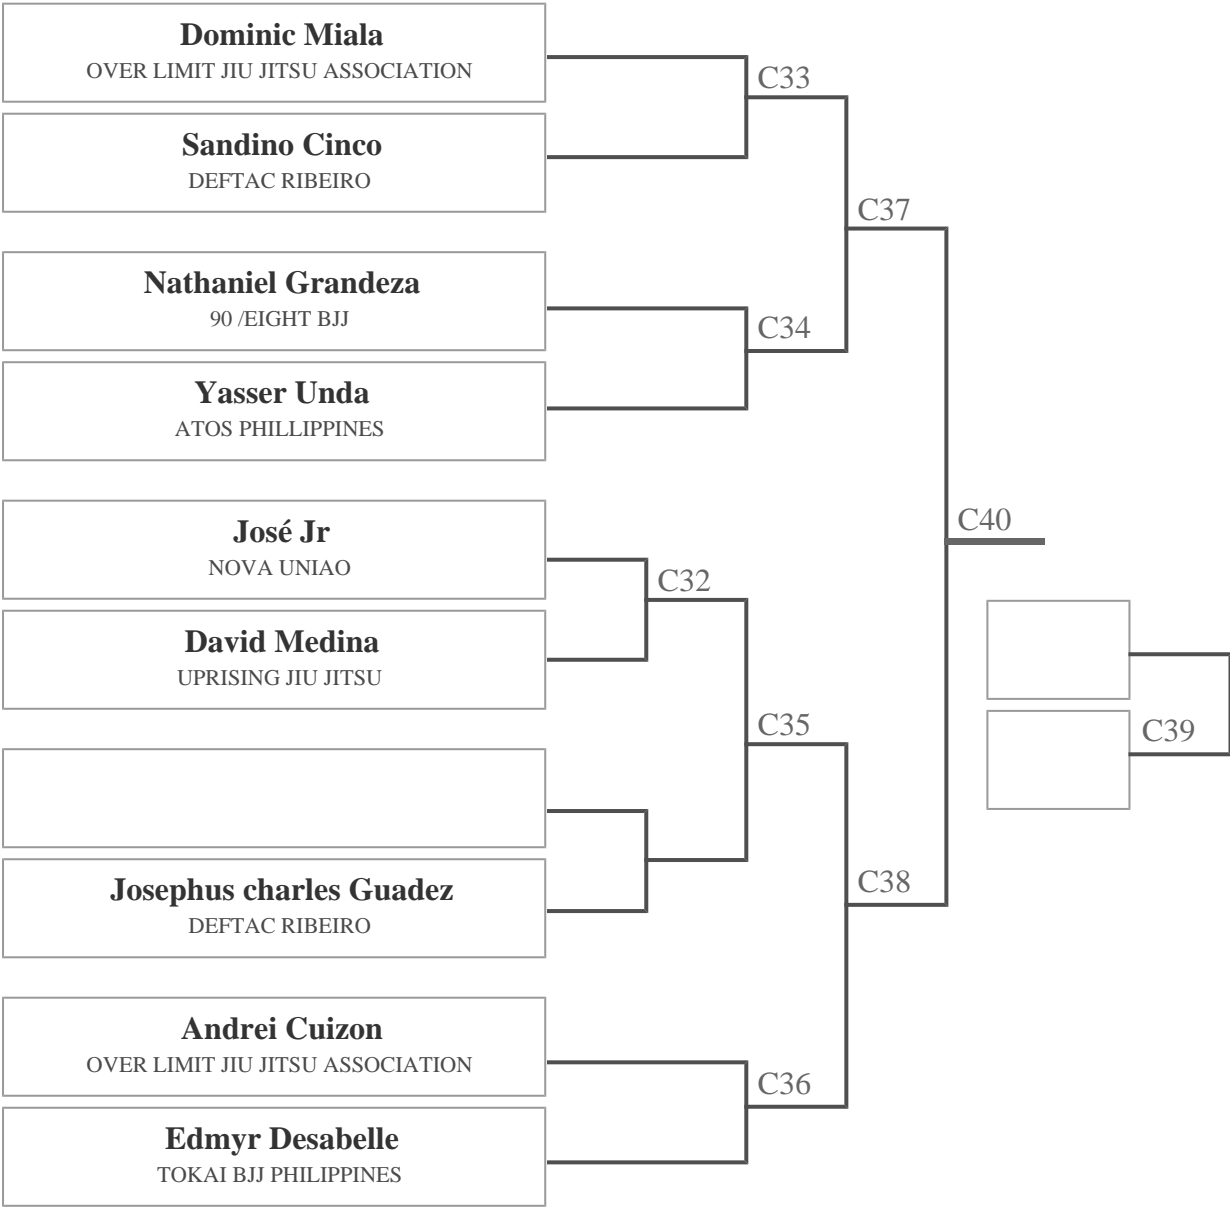 Dominic Miala
OVER LIMIT JIU JITSU ASSOCIATION
C33
Sandino Cinco
DEFTAC RIBEIRO
C37
Nathaniel Grandeza
90 /EIGHT BJJ
C34
Yasser Unda
ATOS PHILLIPPINES
C40
José Jr
NOVA UNIAO
C32
David Medina
UPRISING JIU JITSU
C35
C39
Josephus charles Guadez
DEFTAC RIBEIRO
C38
Andrei Cuizon
OVER LIMIT JIU JITSU ASSOCIATION
C36
Edmyr Desabelle
TOKAI BJJ PHILIPPINES